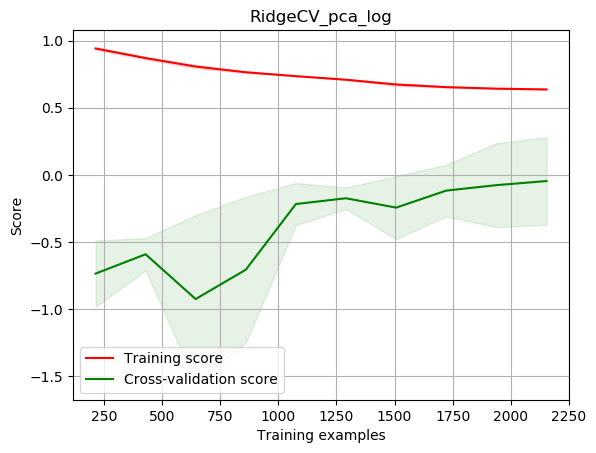 RidgeCV_pca_log
1.0
0.5
0.0
−0.5
−1.0
−1.5
Score
Training score
Cross-validation score
250 500 750 1000 1250 1500 1750 2000 2250
Training examples